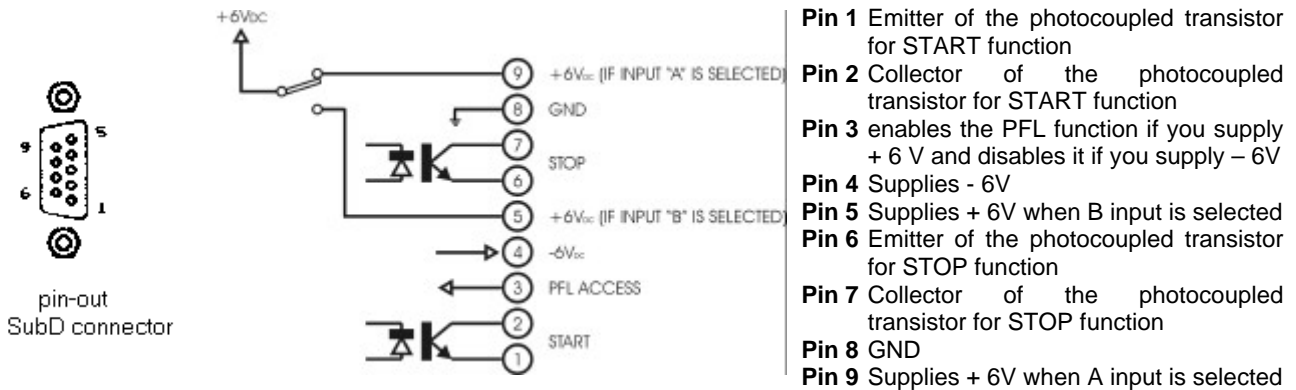 +6VDC
9
5
6
1
pin-out
SubD connector
9 +6VDC (IF INPUT "A" IS SELECTED)
8 GND
7
STOP
6
5 +6VDC (IF INPUT "B" IS SELECTED)
4 -6VDC
3 PFL ACCESS
2
START
1
Pin 1 Emitter of the photocoupled transistor
for START function
Pin 2 Collector of the photocoupled
transistor for START function
Pin 3 enables the PFL function if you supply
+ 6 V and disables it if you supply – 6V
Pin 4 Supplies - 6V
Pin 5 Supplies + 6V when B input is selected
Pin 6 Emitter of the photocoupled transistor
for STOP function
Pin 7 Collector of the photocoupled
transistor for STOP function
Pin 8 GND
Pin 9 Supplies + 6V when A input is selected